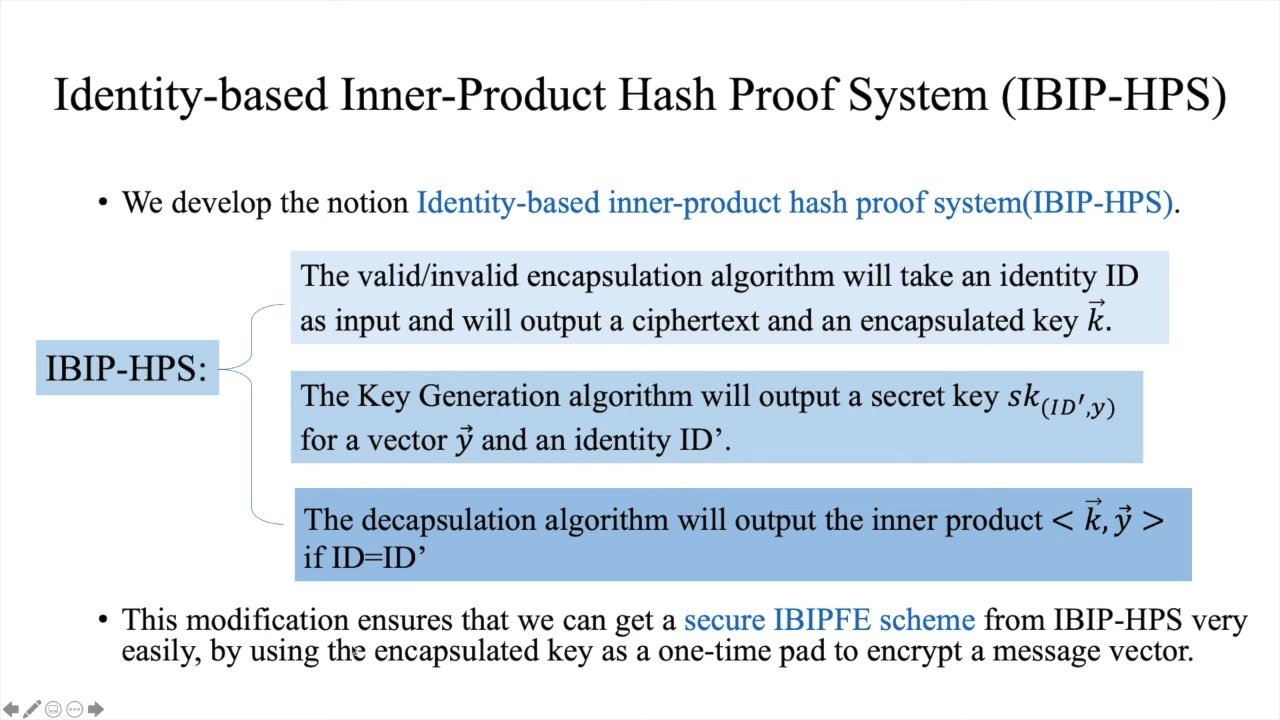 Identity-based Inner-Product Hash Proof System (IBIP-HPS)
• We develop the notion Identity-based inner-product hash proof system(IBIP-HPS).
The valid/invalid encapsulation algorithm will take an identity ID
as input and will output a ciphertext and an encapsulated key k⃗.
IBIP-HPS:
The Key Generation algorithm will output a secret key sk_(ID′,y)
for a vector y⃗ and an identity ID’.
The decapsulation algorithm will output the inner product < k⃗, y⃗ >
if ID=ID’
• This modification ensures that we can get a secure IBIPFE scheme from IBIP-HPS very
easily, by using the encapsulated key as a one-time pad to encrypt a message vector.